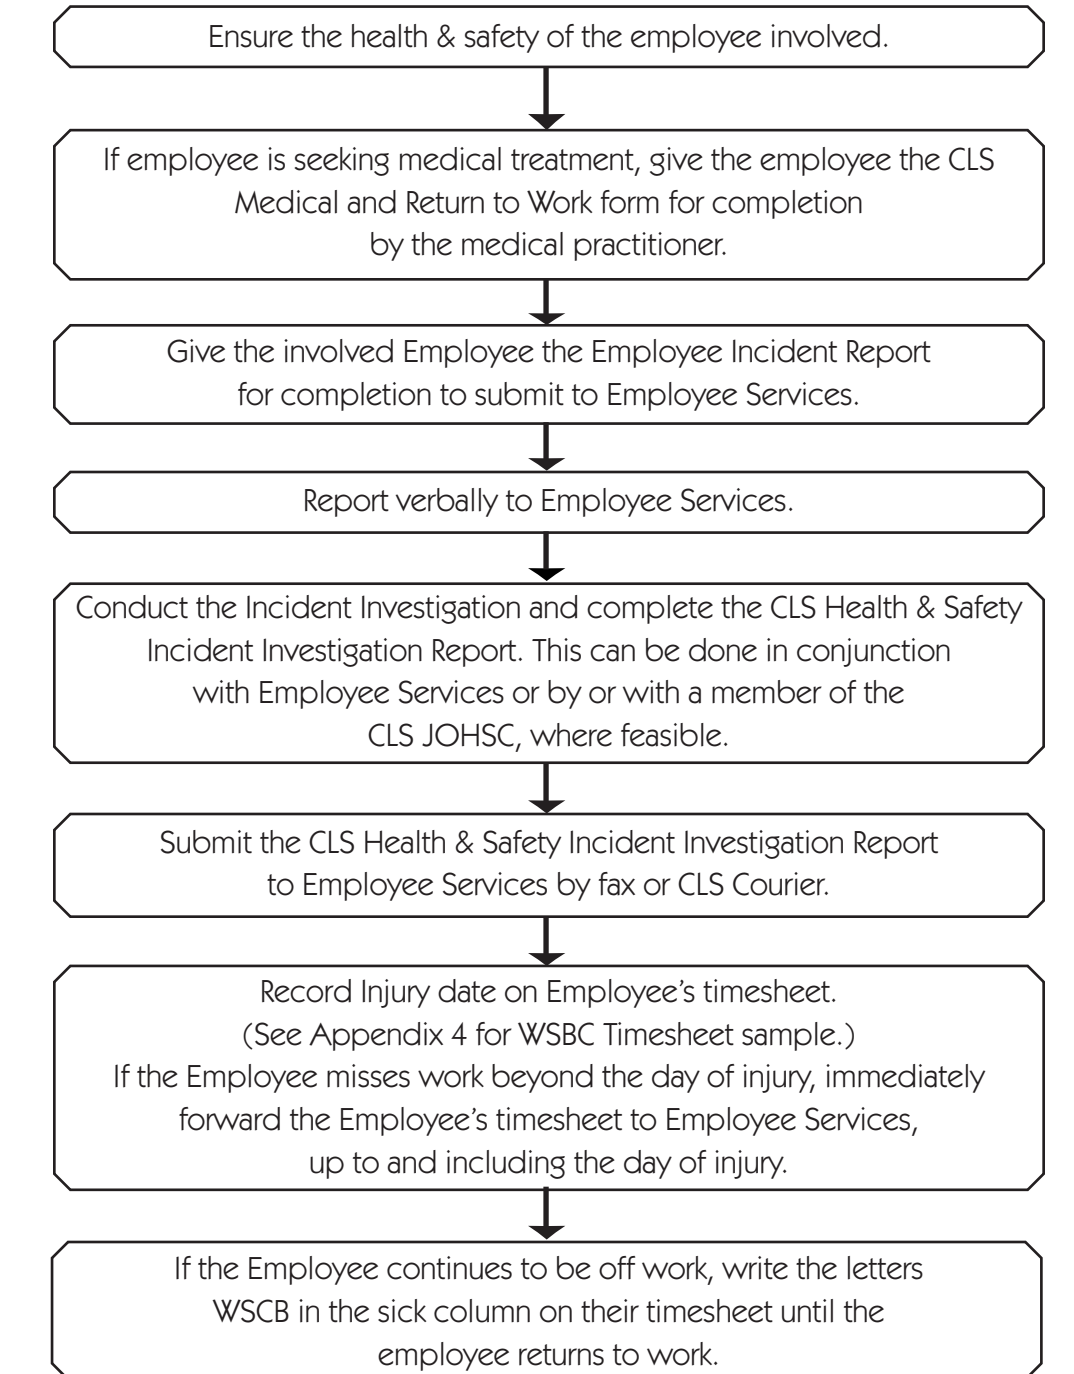 Ensure the health & safety of the employee involved.
If employee is seeking medical treatment, give the employee the CLS
Medical and Return to Work form for completion
by the medical practitioner.
Give the involved Employee the Employee Incident Report
for completion to submit to Employee Services.
Report verbally to Employee Services.
Conduct the Incident Investigation and complete the CLS Health & Safety
Incident Investigation Report. This can be done in conjunction
with Employee Services or by or with a member of the
CLS JOHSC, where feasible.
Submit the CLS Health & Safety Incident Investigation Report
to Employee Services by fax or CLS Courier.
Record Injury date on Employee’s timesheet.
(See Appendix 4 for WSBC Timesheet sample.)
If the Employee misses work beyond the day of injury, immediately
forward the Employee’s timesheet to Employee Services,
up to and including the day of injury.
If the Employee continues to be off work, write the letters
WSCB in the sick column on their timesheet until the
employee returns to work.